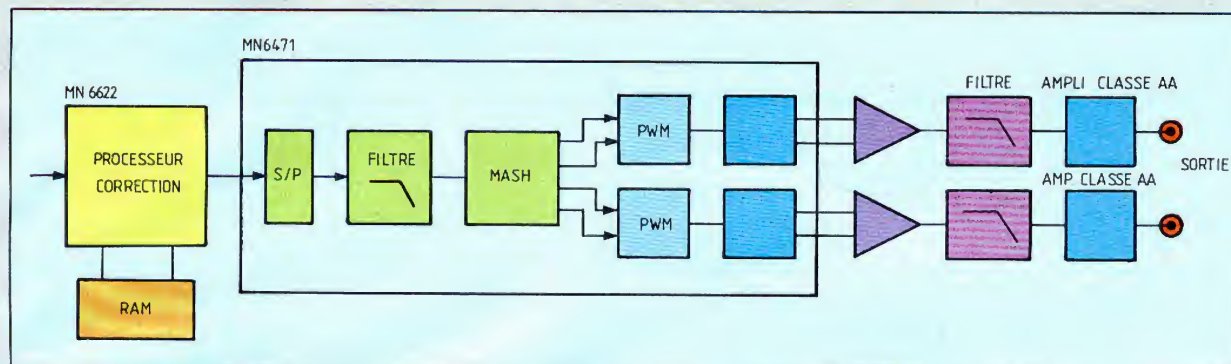 MN6471
MN 6622
PROCESSEUR
CORRECTION
RAM
S/P
FILTRE
MASH
PWM
PWM
FILTRE
AMPLI CLASSE AA
SORTIE
AMP CLASSE AA